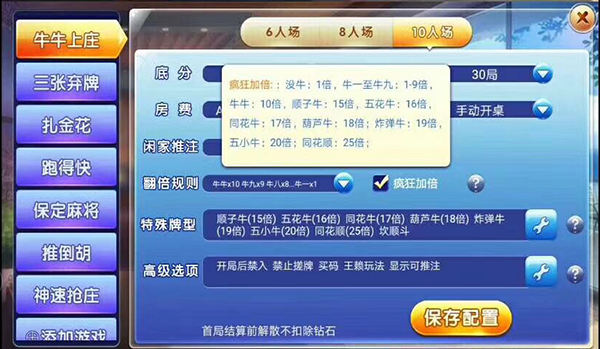 牛牛上庄
三张弃牌
扎金花
跑得快
保定麻将
推倒胡
神速抢庄
添加游戏
6人场
8人场
10人场
底分
30局
疯狂加倍：：没牛：1倍，牛一至牛九：1-9倍，
牛牛：10倍，顺子牛：15倍，五花牛：16倍，
同花牛：17倍，葫芦牛：18倍；炸弹牛：19倍，
五小牛：20倍；同花顺：25倍；
房费
A
手动开桌
闲家推注
翻倍规则
牛牛x10 牛九x9 牛八x8...牛一x1
疯狂加倍
?
特殊牌型
顺子牛(15倍) 五花牛(16倍) 同花牛(17倍) 葫芦牛(18倍) 炸弹牛
(19倍) 五小牛(20倍) 同花顺(25倍) 坎顺斗
?
高级选项
开局后禁入 禁止搓牌 买码 王赖玩法 显示可推注
?
首局结算前解散不扣除钻石
保存配置